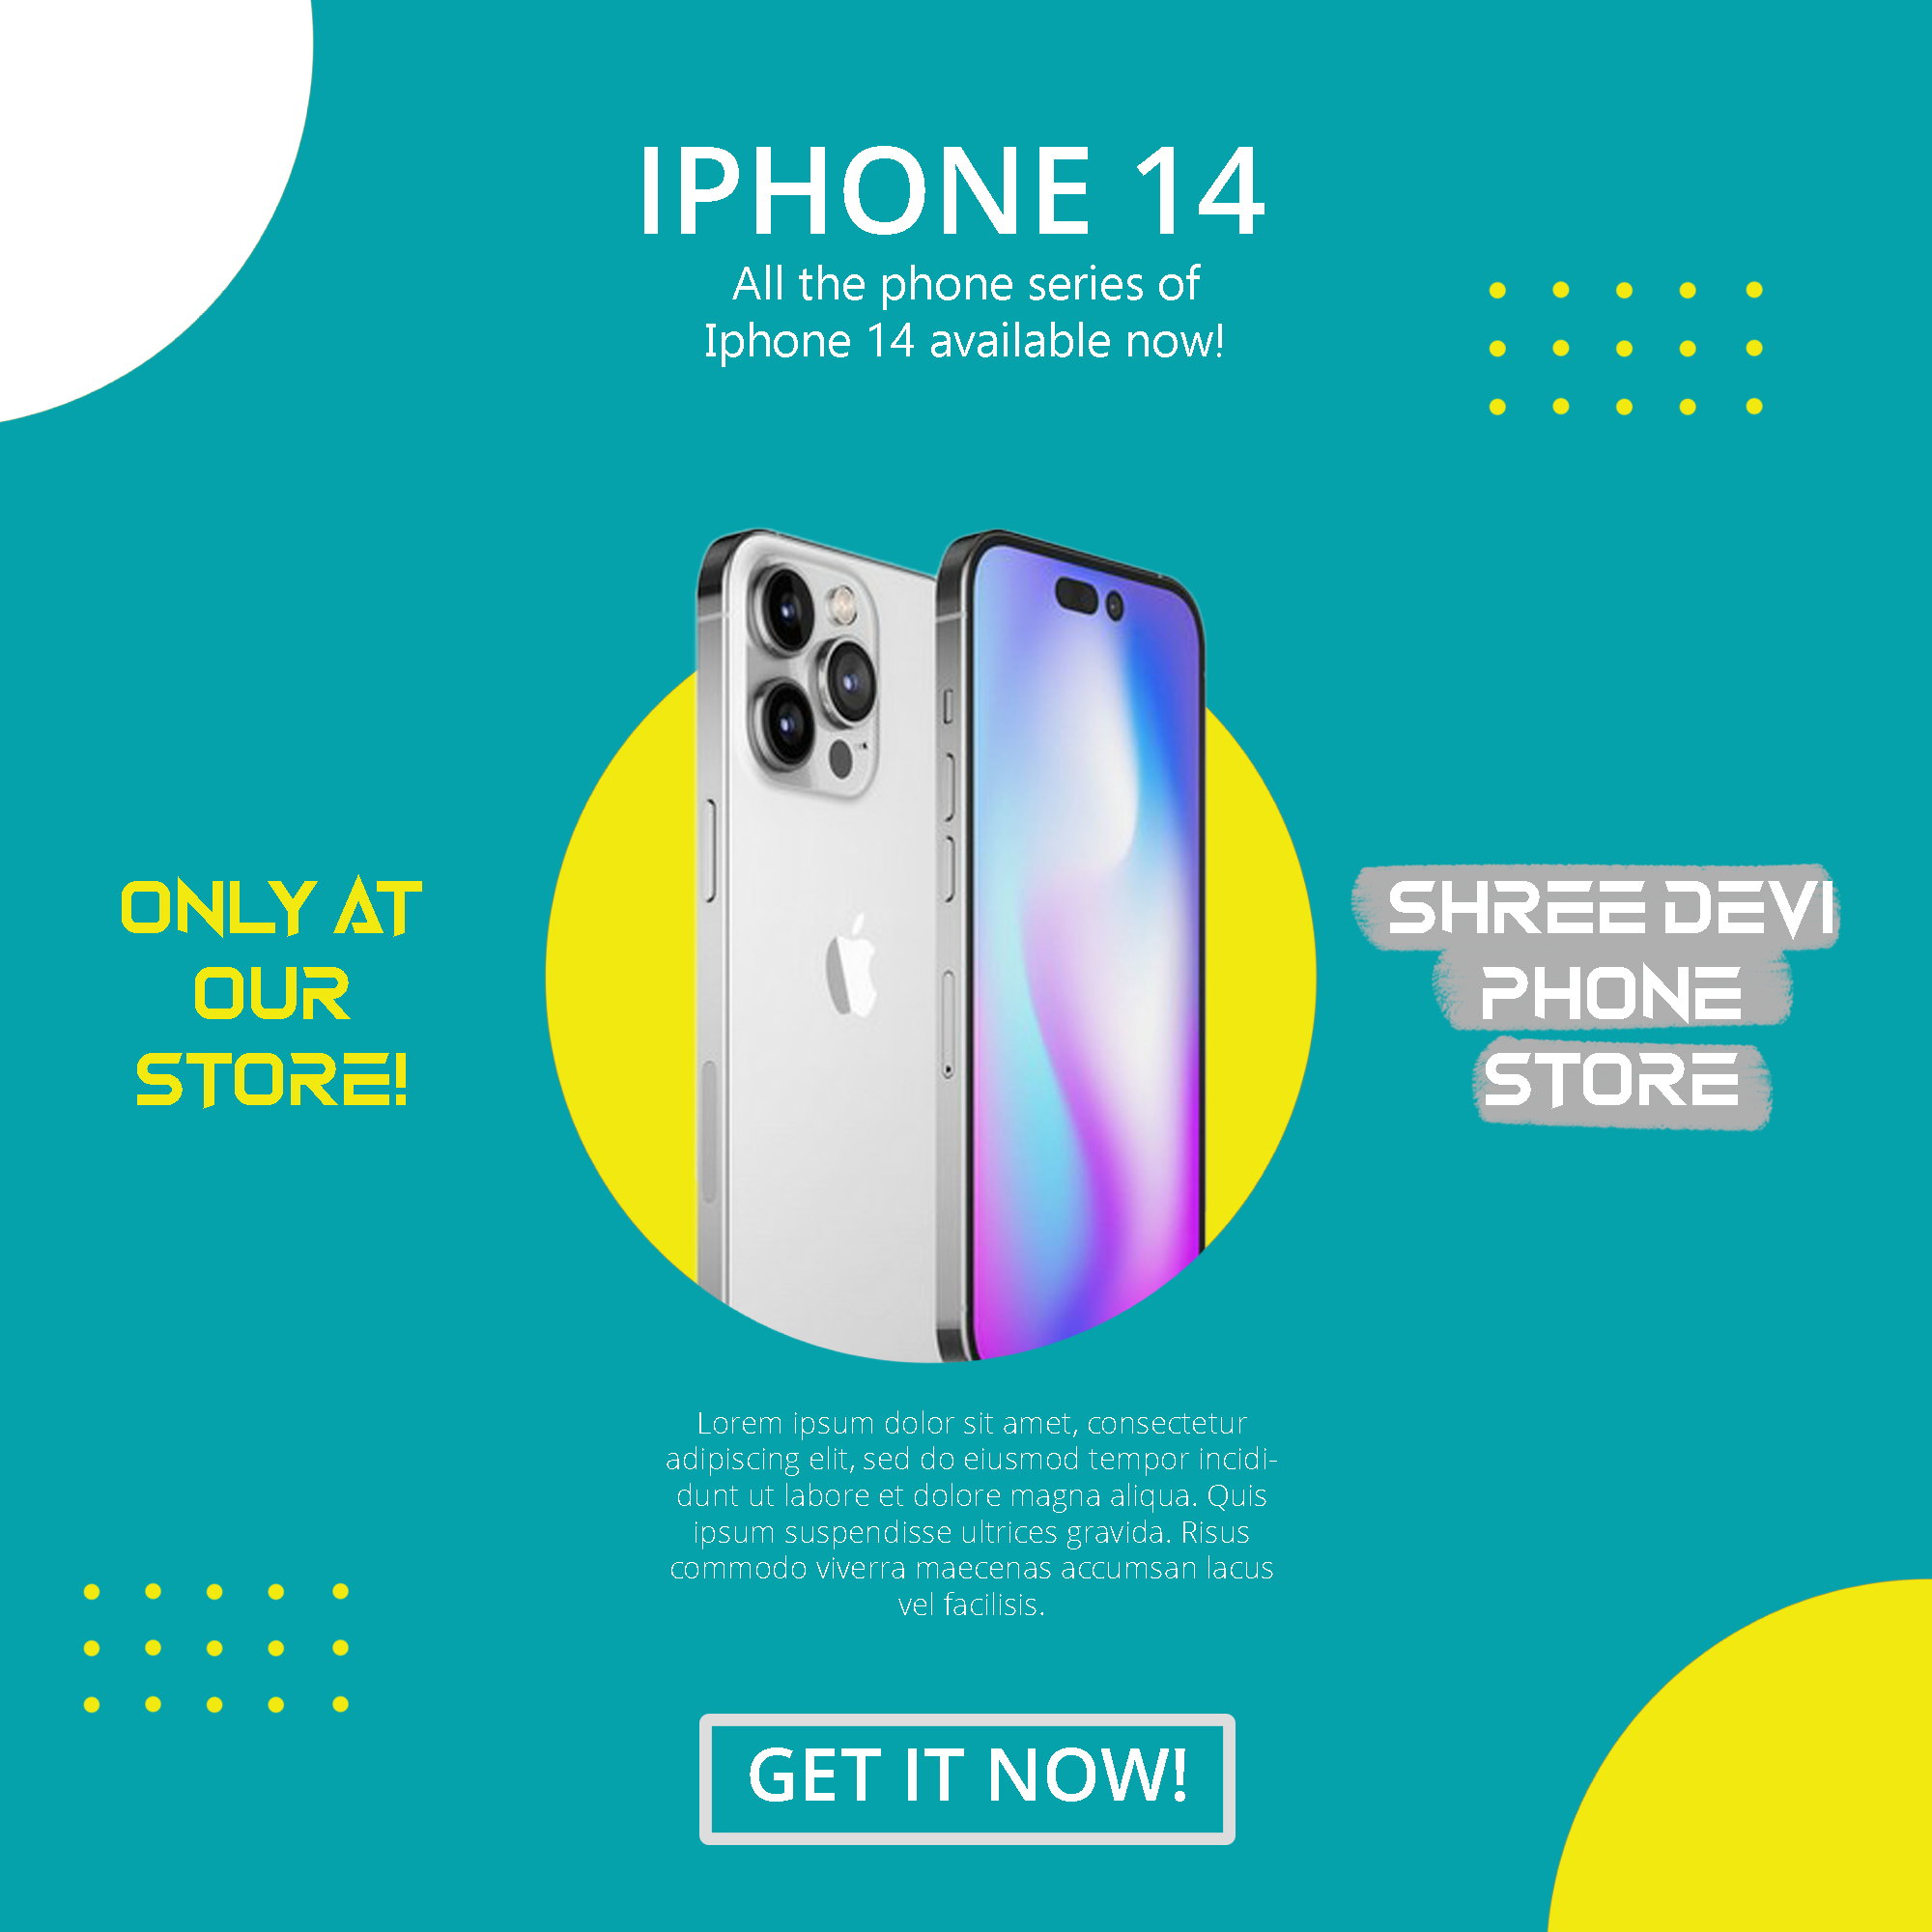 IPHONE 14
All the phone series of
Iphone 14 available now!
ONLY AT
OUR
STORE!
SHREE DEVI
PHONE
STORE
Lorem ipsum dolor sit amet, consectetur
adipiscing elit, sed do eiusmod tempor incidi-
dunt ut labore et dolore magna aliqua. Quis
ipsum suspendisse ultrices gravida. Risus
commodo viverra maecenas accumsan lacus
vel facilisis.
GET IT NOW!